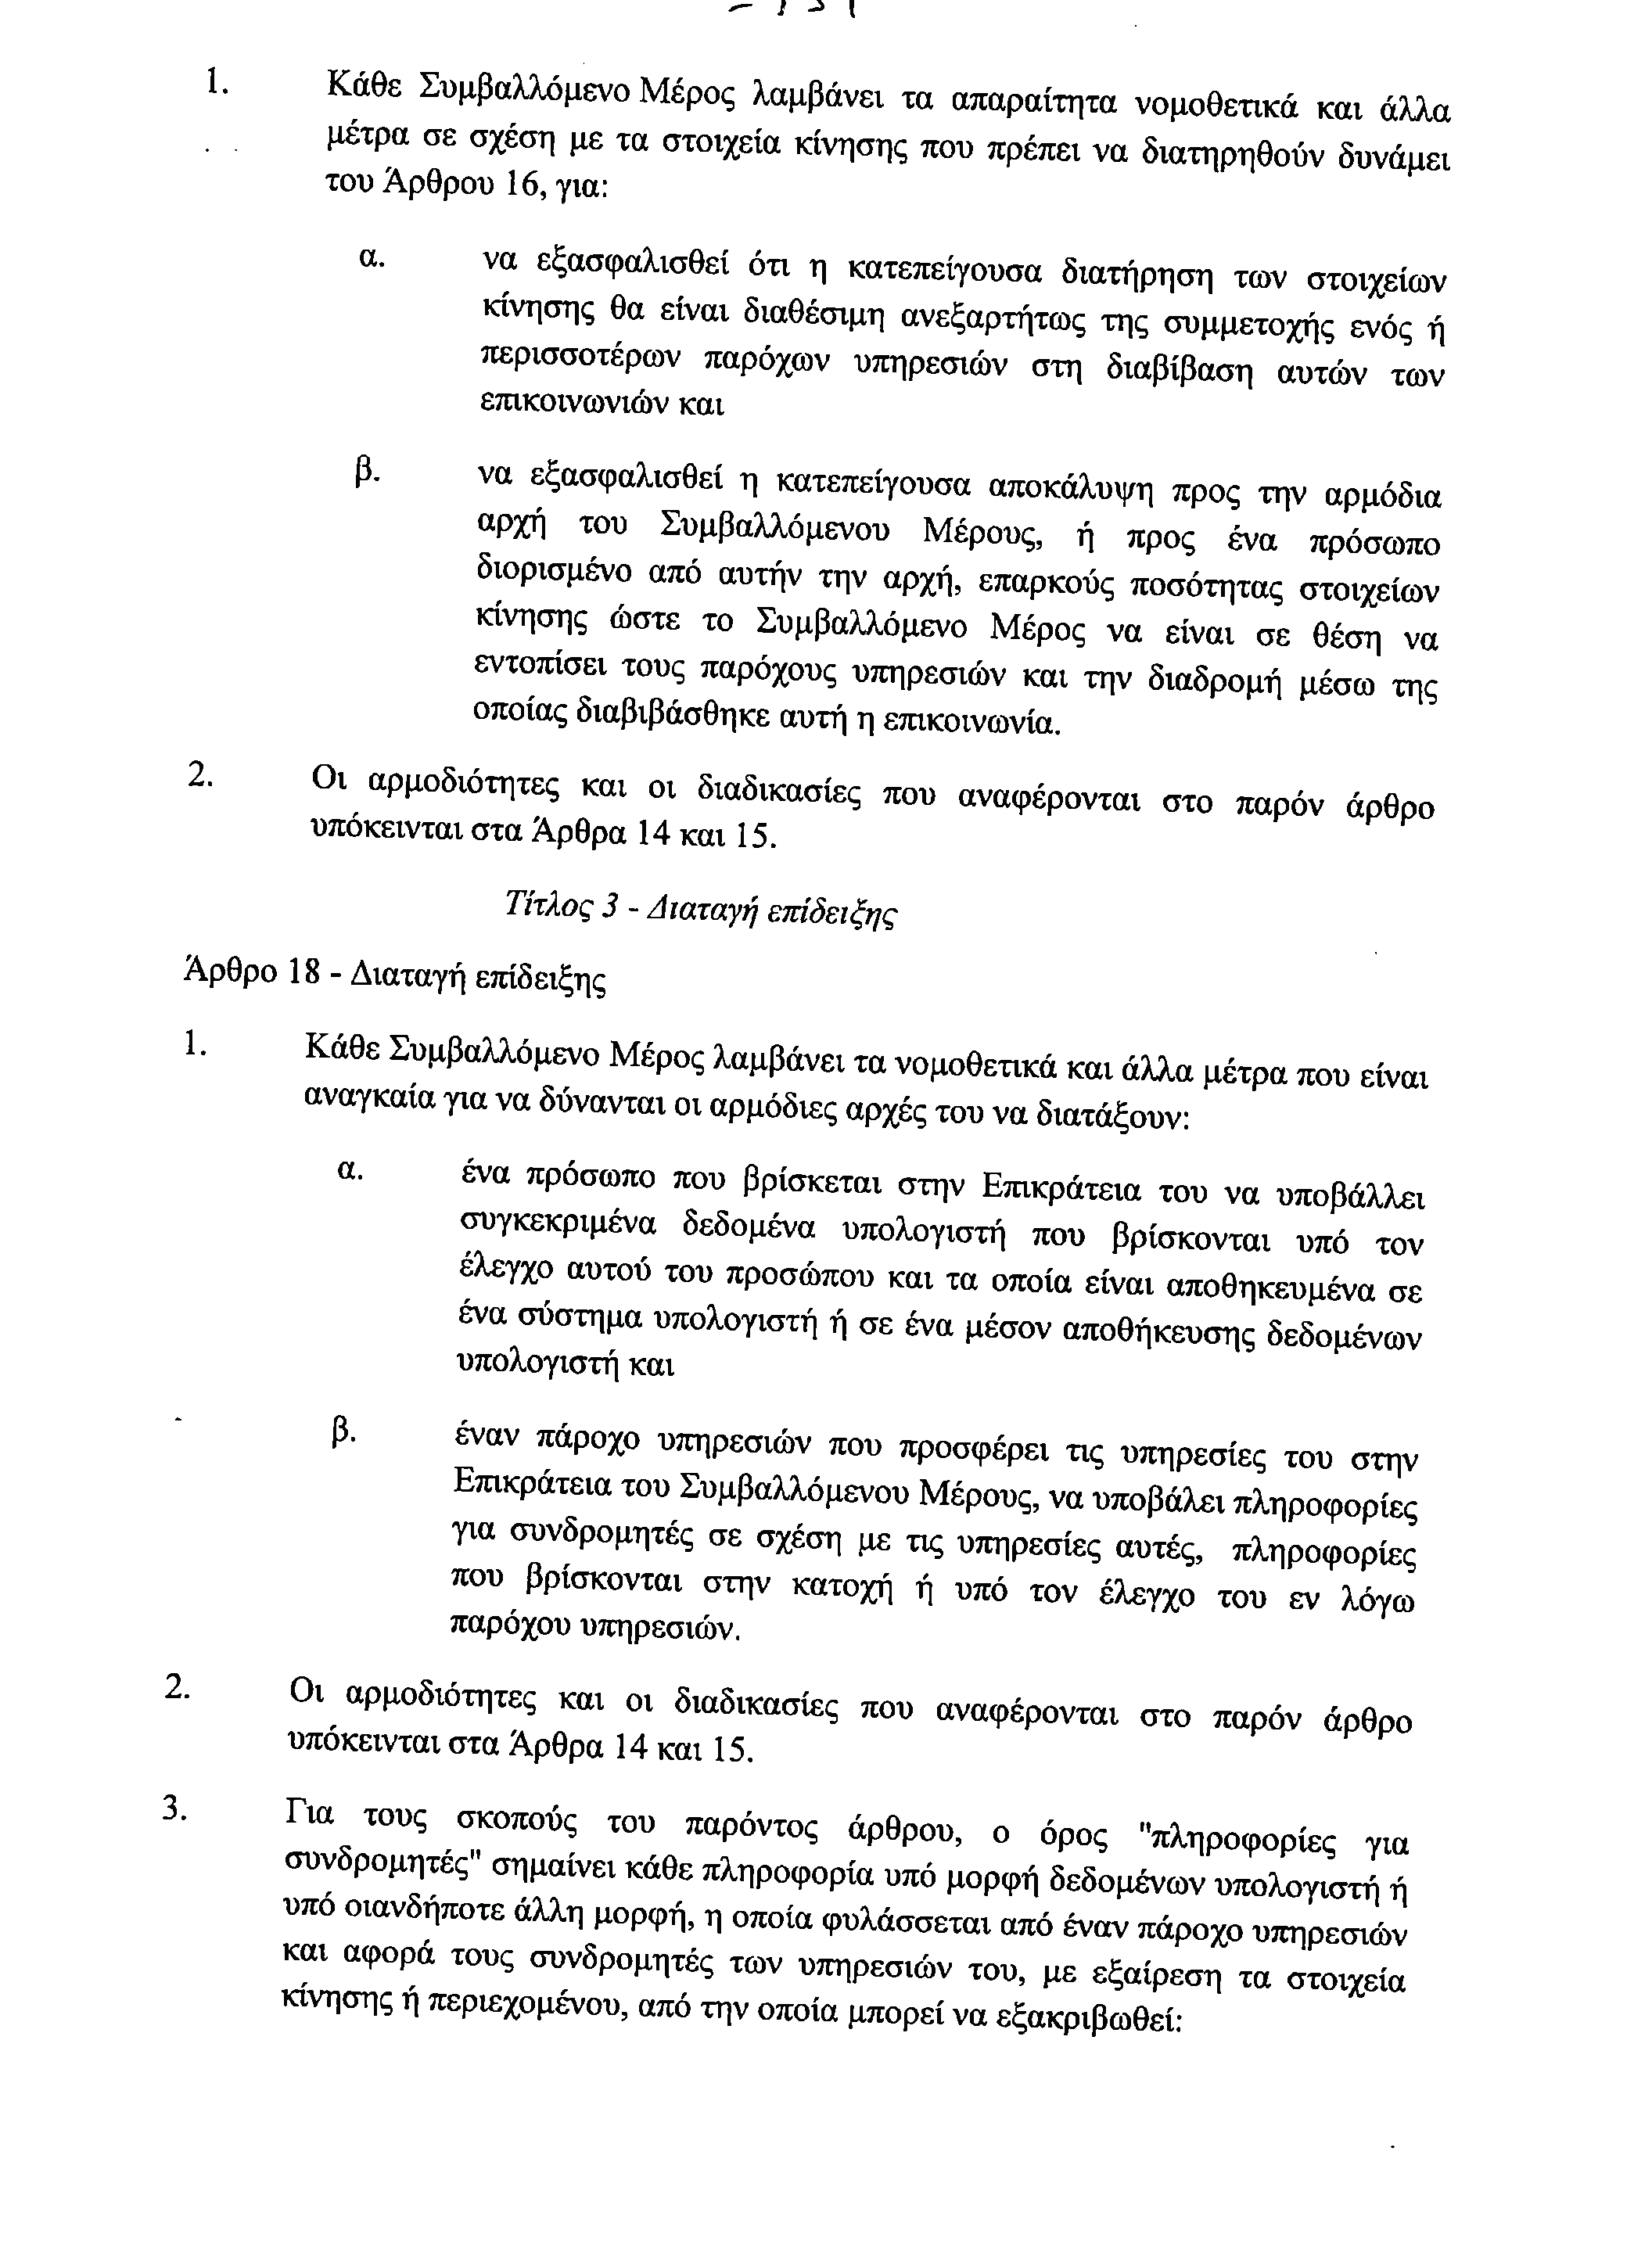 1. Κάθε Συμβαλλόμενο Μέρος λαμβάνει τα απαραίτητα νομοθετικά και άλλα
μέτρα σε σχέση με τα στοιχεία κίνησης που πρέπει να διατηρηθούν δυνάμει
του Άρθρου 16, για:
α. να εξασφαλισθεί ότι η κατεπείγουσα διατήρηση των στοιχείων
κίνησης θα είναι διαθέσιμη ανεξαρτήτως της συμμετοχής ενός ή
περισσοτέρων παρόχων υπηρεσιών στη διαβίβαση αυτών των
επικοινωνιών και
β. να εξασφαλισθεί η κατεπείγουσα αποκάλυψη προς την αρμόδια
αρχή του Συμβαλλόμενου Μέρους, ή προς ένα πρόσωπο
διορισμένο από αυτήν την αρχή, επαρκούς ποσότητας στοιχείων
κίνησης ώστε το Συμβαλλόμενο Μέρος να είναι σε θέση να
εντοπίσει τους παρόχους υπηρεσιών και την διαδρομή μέσω της
οποίας διαβιβάσθηκε αυτή η επικοινωνία.
2. Οι αρμοδιότητες και οι διαδικασίες που αναφέρονται στο παρόν άρθρο
υπόκεινται στα Άρθρα 14 και 15.
Τίτλος 3 - Διαταγή επίδειξης
Άρθρο 18 - Διαταγή επίδειξης
1. Κάθε Συμβαλλόμενο Μέρος λαμβάνει τα νομοθετικά και άλλα μέτρα που είναι
αναγκαία για να δύνανται οι αρμόδιες αρχές του να διατάξουν:
α. ένα πρόσωπο που βρίσκεται στην Επικράτεια του να υποβάλλει
συγκεκριμένα δεδομένα υπολογιστή που βρίσκονται υπό τον
έλεγχο αυτού του προσώπου και τα οποία είναι αποθηκευμένα σε
ένα σύστημα υπολογιστή ή σε ένα μέσον αποθήκευσης δεδομένων
υπολογιστή και
β. έναν πάροχο υπηρεσιών που προσφέρει τις υπηρεσίες του στην
Επικράτεια του Συμβαλλόμενου Μέρους, να υποβάλει πληροφορίες
για συνδρομητές σε σχέση με τις υπηρεσίες αυτές, πληροφορίες
που βρίσκονται στην κατοχή ή υπό τον έλεγχο του εν λόγω
παρόχου υπηρεσιών.
2. Οι αρμοδιότητες και οι διαδικασίες που αναφέρονται στο παρόν άρθρο
υπόκεινται στα Άρθρα 14 και 15.
3. Για τους σκοπούς του παρόντος άρθρου, ο όρος "πληροφορίες για
συνδρομητές" σημαίνει κάθε πληροφορία υπό μορφή δεδομένων υπολογιστή ή
υπό οιανδήποτε άλλη μορφή, η οποία φυλάσσεται από έναν πάροχο υπηρεσιών
και αφορά τους συνδρομητές των υπηρεσιών του, με εξαίρεση τα στοιχεία
κίνησης ή περιεχομένου, από την οποία μπορεί να εξακριβωθεί: